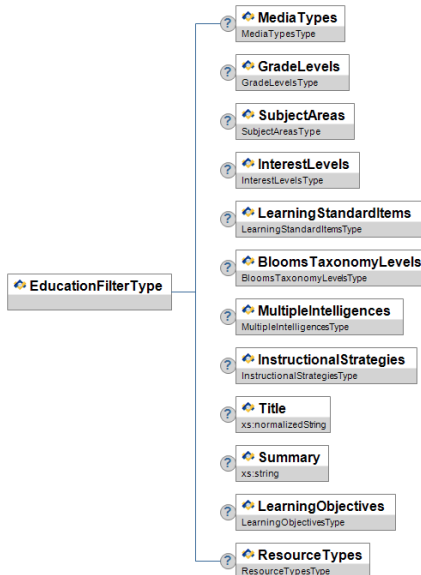 ?
MediaTypes
MediaTypesType
?
GradeLevels
GradeLevelsType
?
SubjectAreas
SubjectAreasType
?
InterestLevels
InterestLevelsType
?
LearningStandardItems
LearningStandardItemsType
?
BloomsTaxonomyLevels
BloomsTaxonomyLevelsType
EducationFilterType
?
MultipleIntelligences
MultipleIntelligencesType
?
InstructionalStrategies
InstructionalStrategiesType
?
Title
xs:normalizedString
?
Summary
xs:string
?
LearningObjectives
LearningObjectivesType
?
ResourceTypes
ResourceTypesType